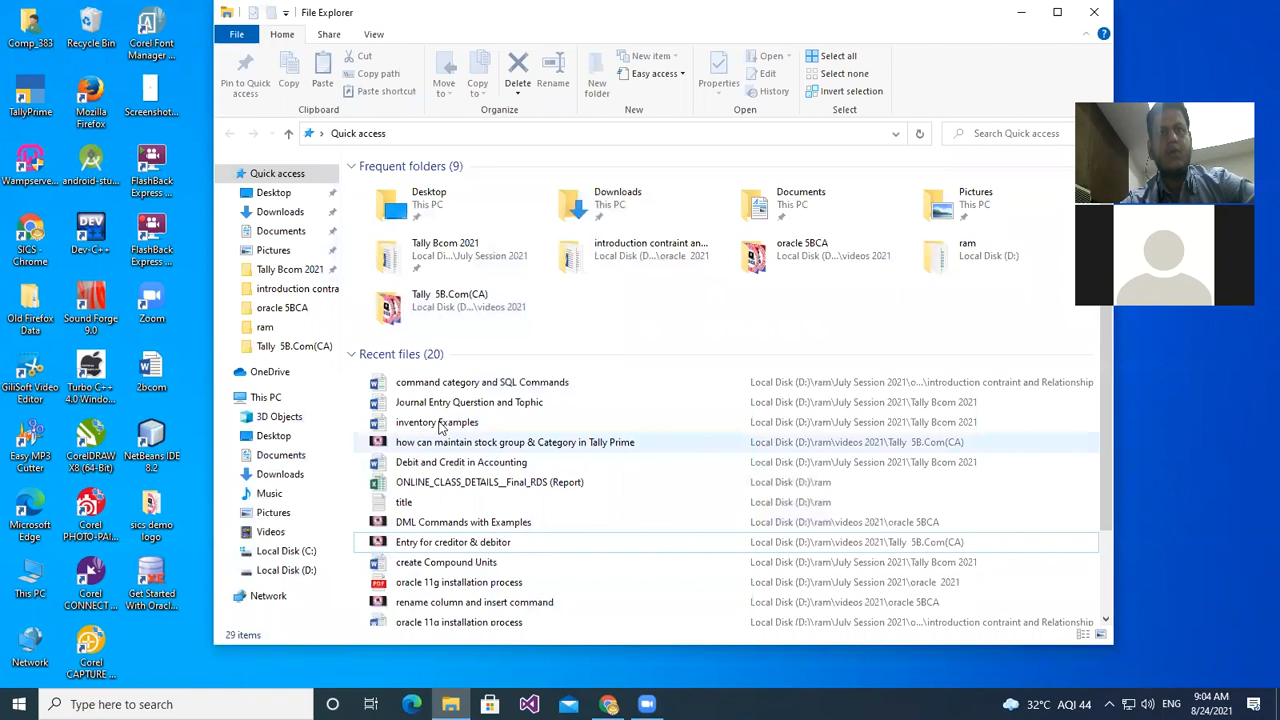 File Explorer
File
Home
Share
View
Pin to Quick access
Copy
Paste
Cut
Copy path
Paste shortcut
Clipboard
Move to
Copy to
Delete
Rename
Organize
New folder
New item
Easy access
New
Properties
Open
Edit
History
Open
Select all
Select none
Invert selection
Select
Quick access
Search Quick access
Comp_383
Recycle Bin
Corel Font Manager ...
TallyPrime
Mozilla Firefox
Screenshot...
Wampserve...
android-stu...
FlashBack Express ...
SICS - Chrome
Dev-C++
FlashBack Express ...
Old Firefox Data
Sound Forge 9.0
Zoom
GiliSoft Video Editor
Turbo C++ 4.0 Windo...
2bcom
Easy MP3 Cutter
CorelDRAW X8 (64-Bit)
NetBeans IDE 8.2
Microsoft Edge
Corel PHOTO-PAI...
sics demo logo
This PC
Corel CONNECT ...
Get Started With Oracl...
Network
Corel CAPTURE ...
Quick access
Desktop
Downloads
Documents
Pictures
Tally Bcom 2021
introduction contra
oracle 5BCA
ram
Tally 5B.Com(CA)
OneDrive
This PC
3D Objects
Desktop
Documents
Downloads
Music
Pictures
Videos
Local Disk (C:)
Local Disk (D:)
Network
Frequent folders (9)
Desktop
This PC
Downloads
This PC
Documents
This PC
Pictures
This PC
Tally Bcom 2021
Local Di...\July Session 2021
introduction contraint an...
Local Disk (D:...\oracle 2021
oracle 5BCA
Local Disk (D:...\videos 2021
ram
Local Disk (D:)
Tally 5B.Com(CA)
Local Disk (D:...\videos 2021
Recent files (20)
command category and SQL Commands Local Disk (D:)\ram\July Session 2021\o...\introduction contraint and Relationship
Journal Entry Querstion and Tophic Local Disk (D:)\ram\July Session 2021\Tally Bcom 2021
inventory Examples Local Disk (D:)\ram\July Session 2021\Tally Bcom 2021
how can maintain stock group & Category in Tally Prime Local Disk (D:)\ram\videos 2021\Tally 5B.Com(CA)
Debit and Credit in Accounting Local Disk (D:)\ram\July Session 2021\Tally Bcom 2021
ONLINE_CLASS_DETAILS__Final_RDS (Report) Local Disk (D:)\ram
title Local Disk (D:)\ram
DML Commands with Examples Local Disk (D:)\ram\videos 2021\oracle 5BCA
Entry for creditor & debitor Local Disk (D:)\ram\videos 2021\Tally 5B.Com(CA)
create Compound Units Local Disk (D:)\ram\July Session 2021\Tally Bcom 2021
oracle 11g installation process Local Disk (D:)\ram\July Session 2021\oracle 2021
rename column and insert command Local Disk (D:)\ram\videos 2021\oracle 5BCA
oracle 11g installation process Local Disk (D:)\ram\July Session 2021\o...\introduction contraint and Relationship
29 items
Type here to search
32°C AQI 44
ENG
9:04 AM
8/24/2021